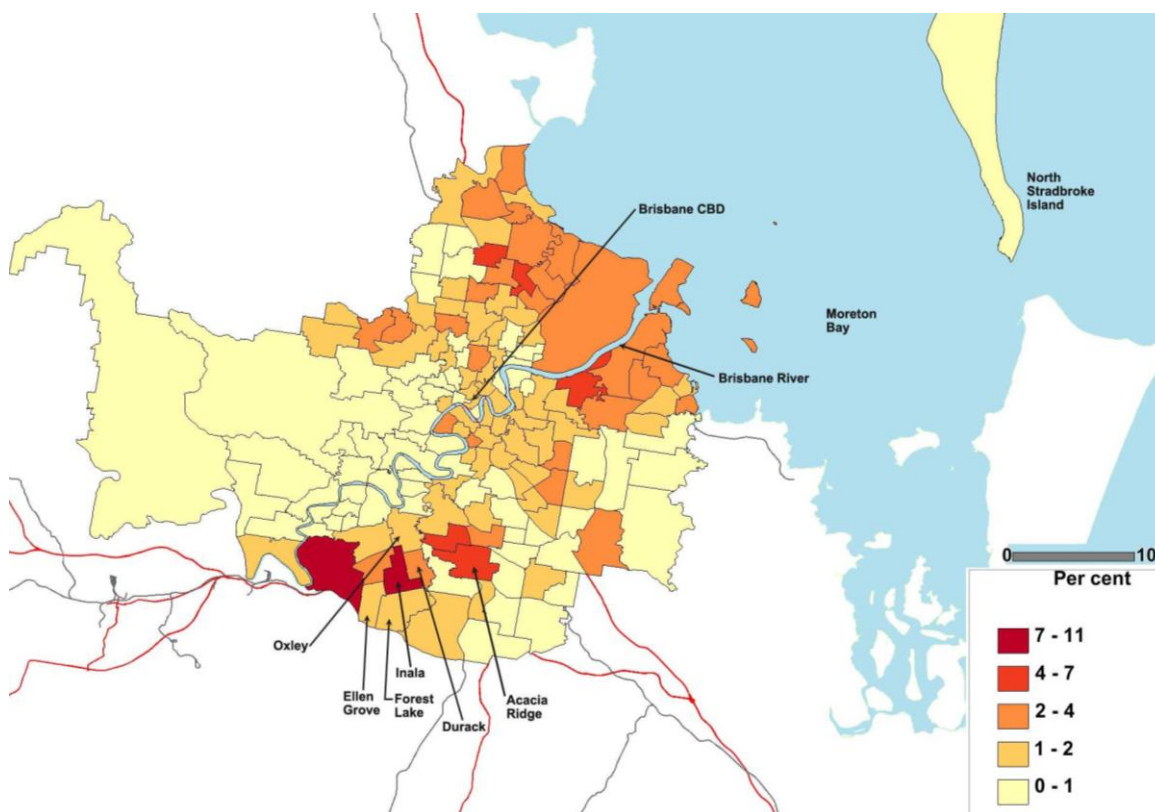 Brisbane CBD
North
Stradbroke
Island
Moreton
Bay
Brisbane River
0 10
Per cent
7 - 11
4 - 7
2 - 4
1 - 2
0 - 1
Oxley
Inala
Ellen
Grove
Forest
Lake
Durack
Acacia
Ridge